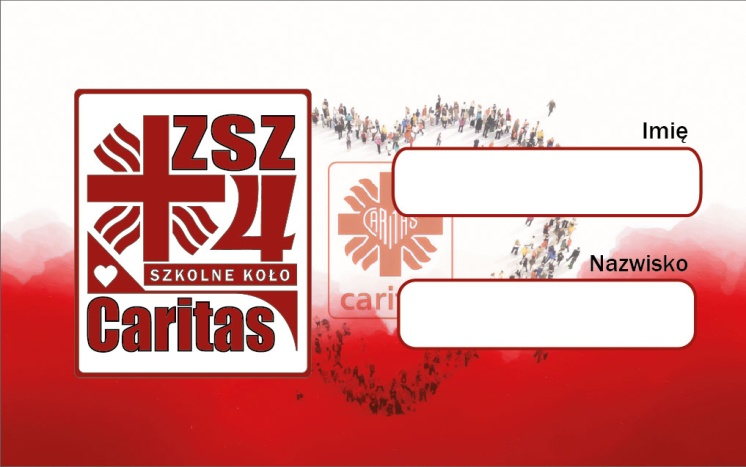 ZSZ
4
SZKOLNE KOŁO
Caritas
Imię
CARITAS
Nazwisko